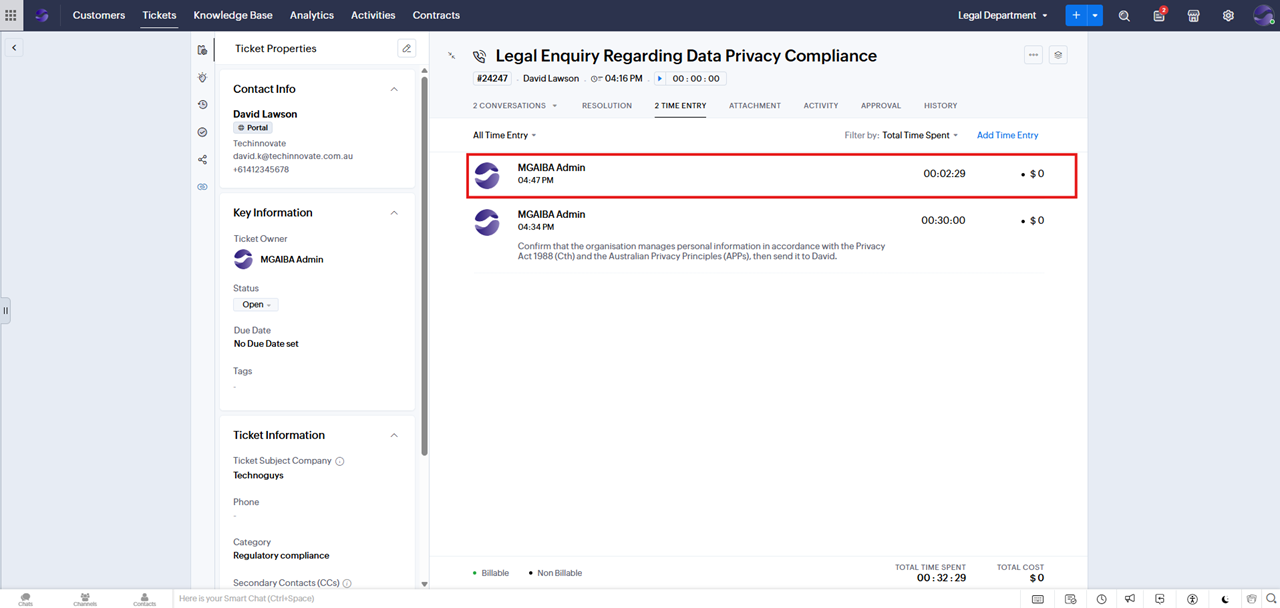 Customers Tickets Knowledge Base Analytics Activities Contracts Legal Department 2
Ticket Properties
Contact Info
David Lawson
Portal
Techinnovate
david.k@techinnovate.com.au
+61412345678
Key Information
Ticket Owner
MGAIBA Admin
Status
Open
Due Date
No Due Date set
Tags
-
Ticket Information
Ticket Subject Company
Technoguys
Phone
-
Category
Regulatory compliance
Secondary Contacts (CCs)
Legal Enquiry Regarding Data Privacy Compliance
#24247 . David Lawson . 04:16 PM . 00 : 00 : 00
2 CONVERSATIONS RESOLUTION 2 TIME ENTRY ATTACHMENT ACTIVITY APPROVAL HISTORY
All Time Entry Filter by: Total Time Spent Add Time Entry
MGAIBA Admin
04:47 PM
00:02:29 • $ 0
MGAIBA Admin
04:34 PM
00:30:00 • $ 0
Confirm that the organisation manages personal information in accordance with the Privacy
Act 1988 (Cth) and the Australian Privacy Principles (APPs), then send it to David.
• Billable • Non Billable
TOTAL TIME SPENT
00 : 32 : 29
TOTAL COST
$ 0
Chats Channels Contacts Here is your Smart Chat (Ctrl+Space)